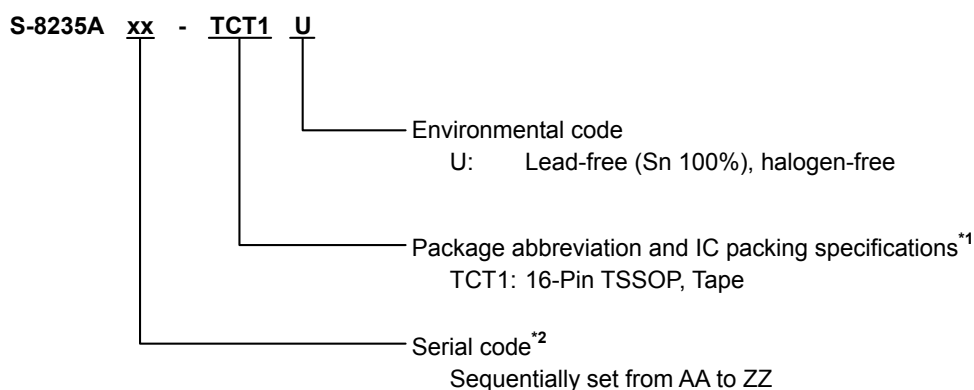 S-8235A xx - TCT1 U
Environmental code
U: Lead-free (Sn 100%), halogen-free
Package abbreviation and IC packing specifications*1
TCT1: 16-Pin TSSOP, Tape
Serial code*2
Sequentially set from AA to ZZ